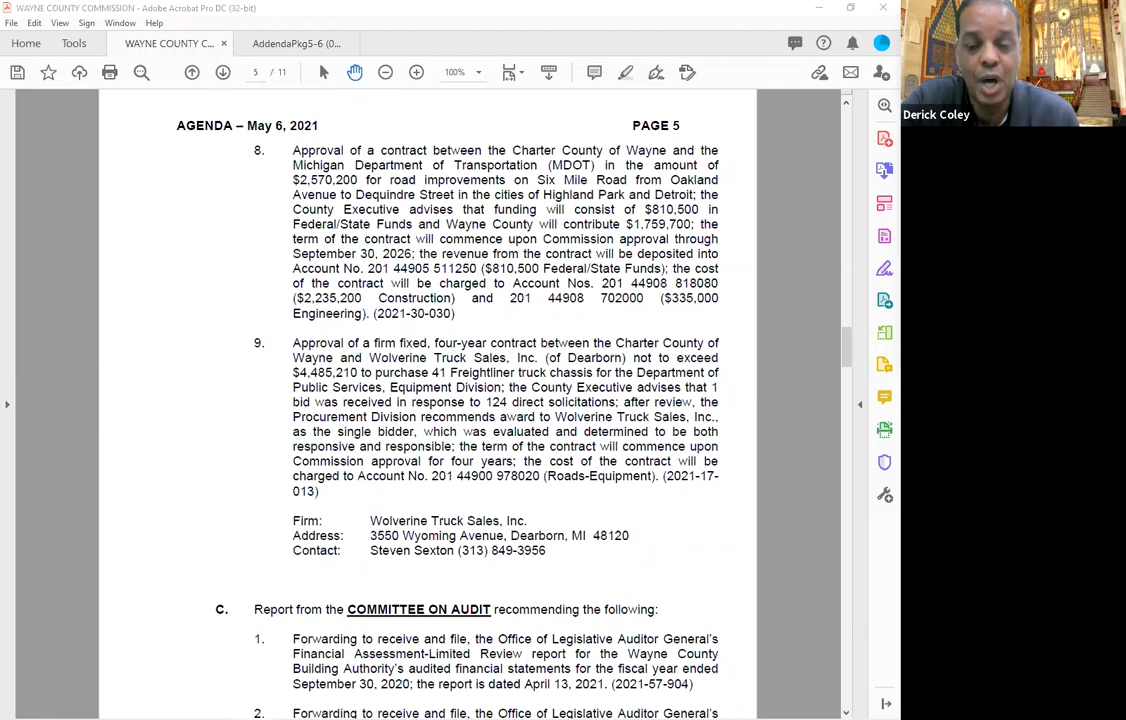 WAYNE COUNTY COMMISSION - Adobe Acrobat Pro DC (32-bit)
File Edit View Sign Window Help
Home Tools WAYNE COUNTY C... × AddendaPkg5-6 (0...
5 / 11 100%
Derick Coley
AGENDA – May 6, 2021 PAGE 5
8. Approval of a contract between the Charter County of Wayne and the
Michigan Department of Transportation (MDOT) in the amount of
$2,570,200 for road improvements on Six Mile Road from Oakland
Avenue to Dequindre Street in the cities of Highland Park and Detroit; the
County Executive advises that funding will consist of $810,500 in
Federal/State Funds and Wayne County will contribute $1,759,700; the
term of the contract will commence upon Commission approval through
September 30, 2026; the revenue from the contract will be deposited into
Account No. 201 44905 511250 ($810,500 Federal/State Funds); the cost
of the contract will be charged to Account Nos. 201 44908 818080
($2,235,200 Construction) and 201 44908 702000 ($335,000
Engineering). (2021-30-030)
9. Approval of a firm fixed, four-year contract between the Charter County of
Wayne and Wolverine Truck Sales, Inc. (of Dearborn) not to exceed
$4,485,210 to purchase 41 Freightliner truck chassis for the Department of
Public Services, Equipment Division; the County Executive advises that 1
bid was received in response to 124 direct solicitations; after review, the
Procurement Division recommends award to Wolverine Truck Sales, Inc.,
as the single bidder, which was evaluated and determined to be both
responsive and responsible; the term of the contract will commence upon
Commission approval for four years; the cost of the contract will be
charged to Account No. 201 44900 978020 (Roads-Equipment). (2021-17-
013)
Firm: Wolverine Truck Sales, Inc.
Address: 3550 Wyoming Avenue, Dearborn, MI 48120
Contact: Steven Sexton (313) 849-3956
C. Report from the COMMITTEE ON AUDIT recommending the following:
1. Forwarding to receive and file, the Office of Legislative Auditor General's
Financial Assessment-Limited Review report for the Wayne County
Building Authority's audited financial statements for the fiscal year ended
September 30, 2020; the report is dated April 13, 2021. (2021-57-904)
2. Forwarding to receive and file, the Office of Legislative Auditor General's